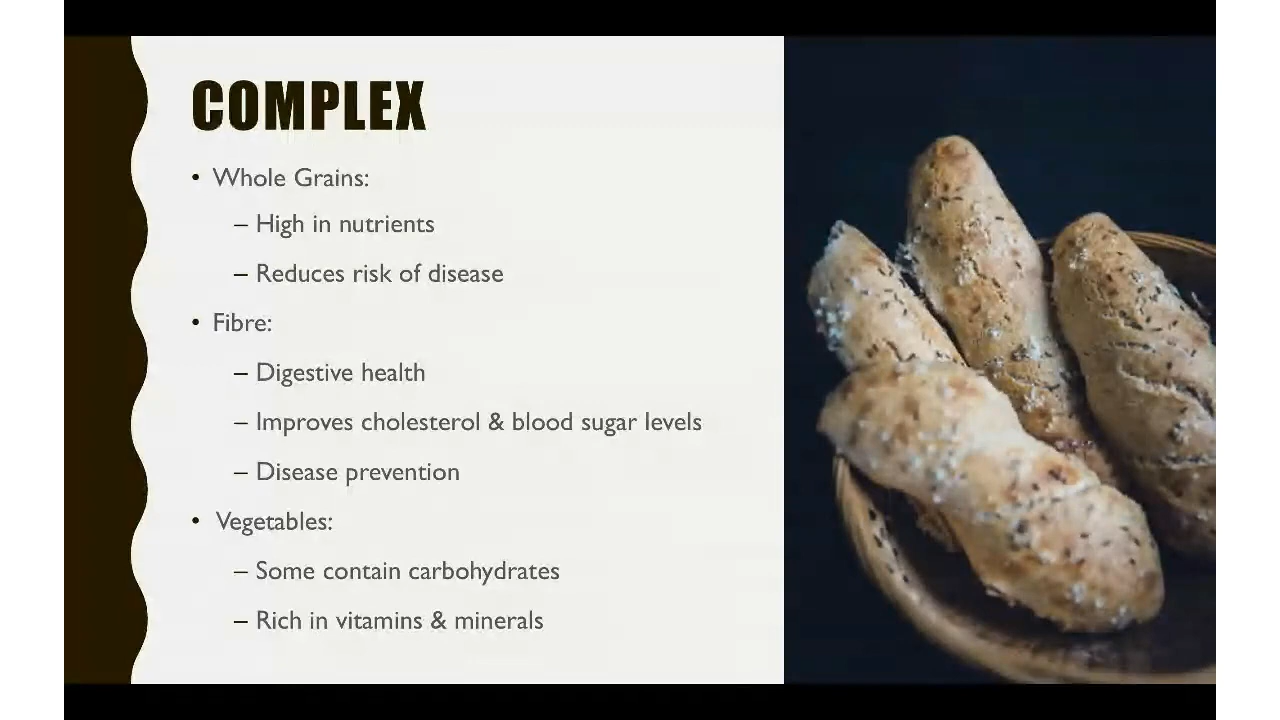 COMPLEX
• Whole Grains:
– High in nutrients
– Reduces risk of disease
• Fibre:
– Digestive health
– Improves cholesterol & blood sugar levels
– Disease prevention
• Vegetables:
– Some contain carbohydrates
– Rich in vitamins & minerals